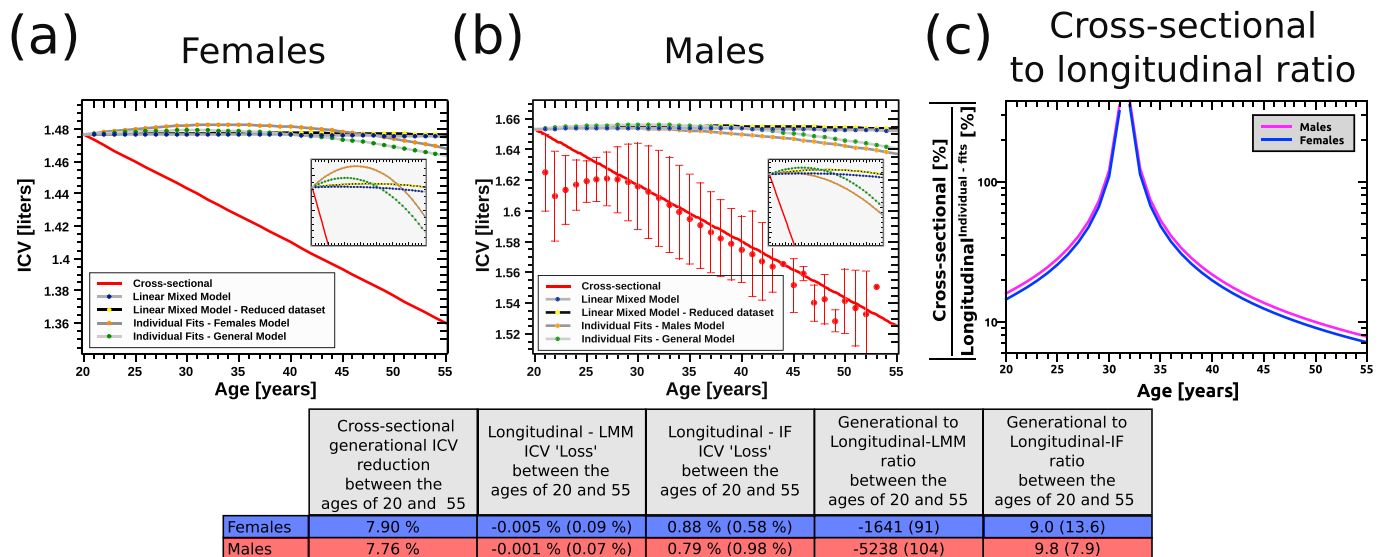 (a)
Females
1.48
1.46
1.44
1.42
1.4
1.38
1.36
ICV [liters]
Cross-sectional
Linear Mixed Model
Linear Mixed Model - Reduced dataset
Individual Fits - Females Model
Individual Fits - General Model
20 25 30 35 40 45 50 55
Age [years]
(b)
Males
1.66
1.64
1.62
1.6
1.58
1.56
1.54
1.52
ICV [liters]
Cross-sectional
Linear Mixed Model
Linear Mixed Model - Reduced dataset
Individual Fits - Males Model
Individual Fits - General Model
20 25 30 35 40 45 50 55
Age [years]
(c)
Cross-sectional
to longitudinal ratio
Cross-sectional [%]
Longitudinal Individual - fits [%]
100
10
Males
Females
20 25 30 35 40 45 50 55
Age [years]
Cross-sectional
generational ICV
reduction
between the
ages of 20 and 55
Longitudinal - LMM
ICV 'Loss'
between the
ages of 20 and 55
Longitudinal - IF
ICV 'Loss'
between the
ages of 20 and 55
Generational to
Longitudinal-LMM
ratio
between the
ages of 20 and 55
Generational to
Longitudinal-IF
ratio
between the
ages of 20 and 55
Females 7.90 % -0.005 % (0.09 %) 0.88 % (0.58 %) -1641 (91) 9.0 (13.6)
Males 7.76 % -0.001 % (0.07 %) 0.79 % (0.98 %) -5238 (104) 9.8 (7.9)